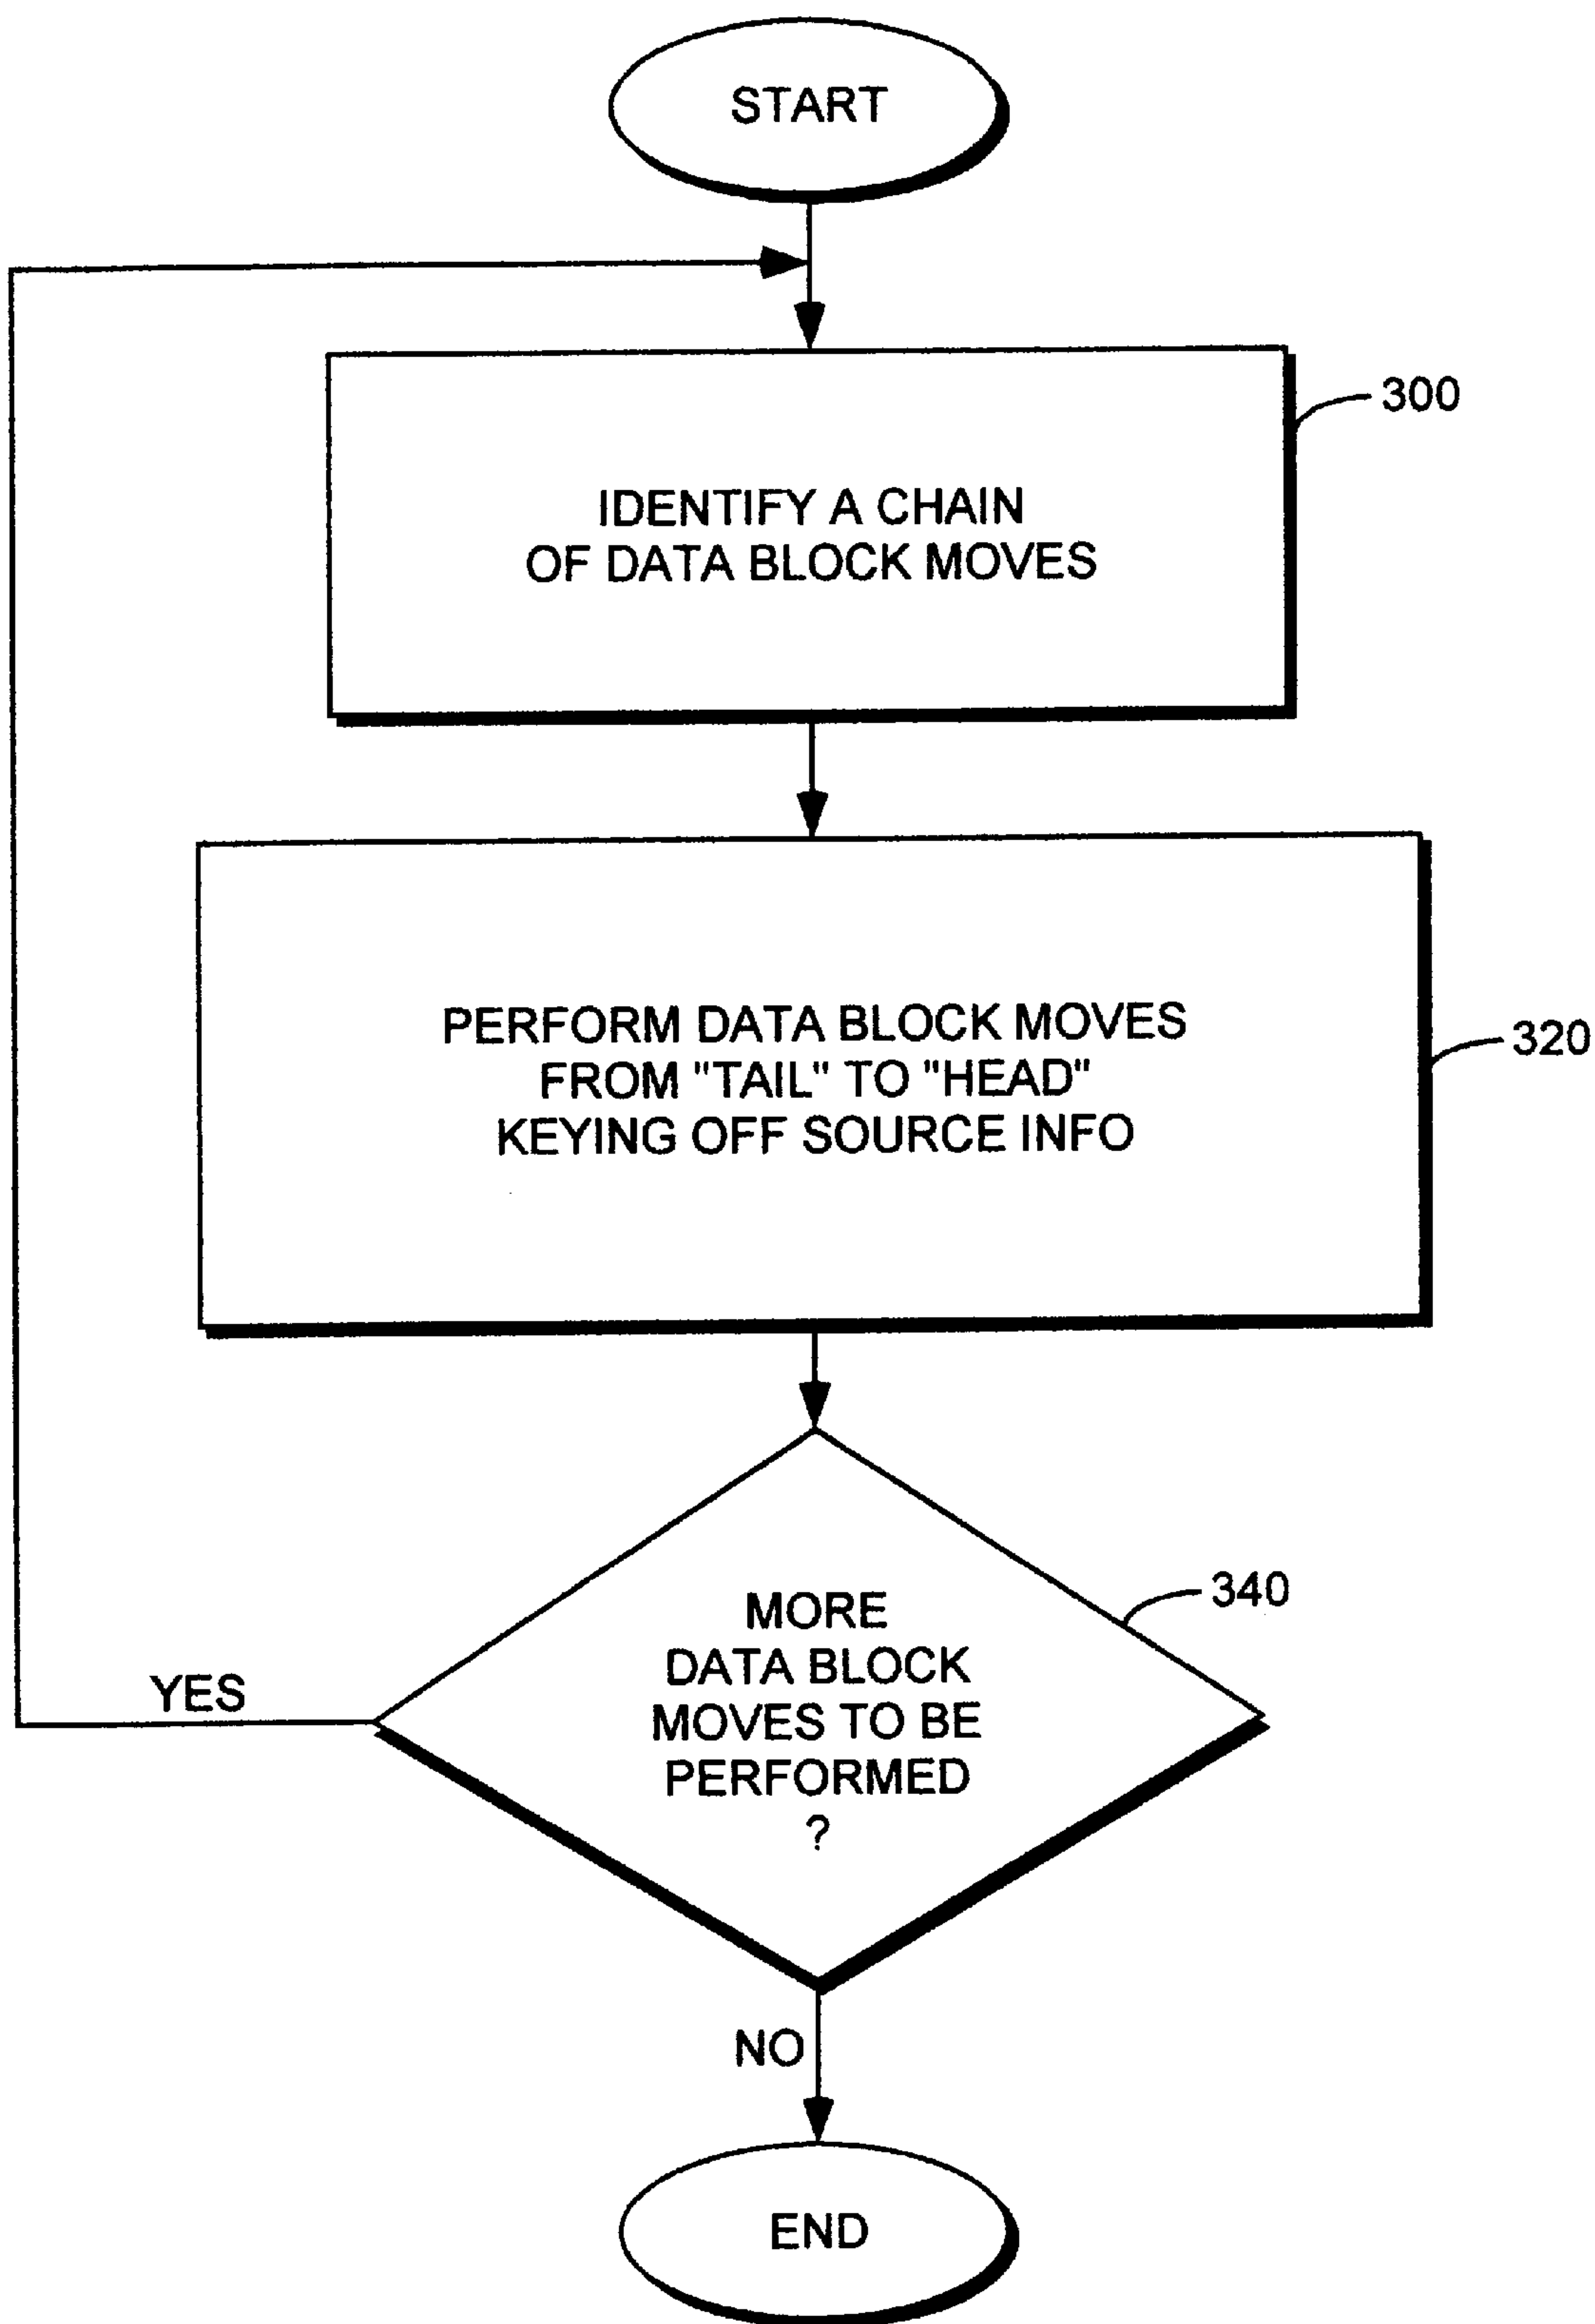 START
300
IDENTIFY A CHAIN
OF DATA BLOCK MOVES
PERFORM DATA BLOCK MOVES
FROM "TAIL" TO "HEAD"
KEYING OFF SOURCE INFO
320
340
MORE
DATA BLOCK
MOVES TO BE
PERFORMED
?
YES
NO
END